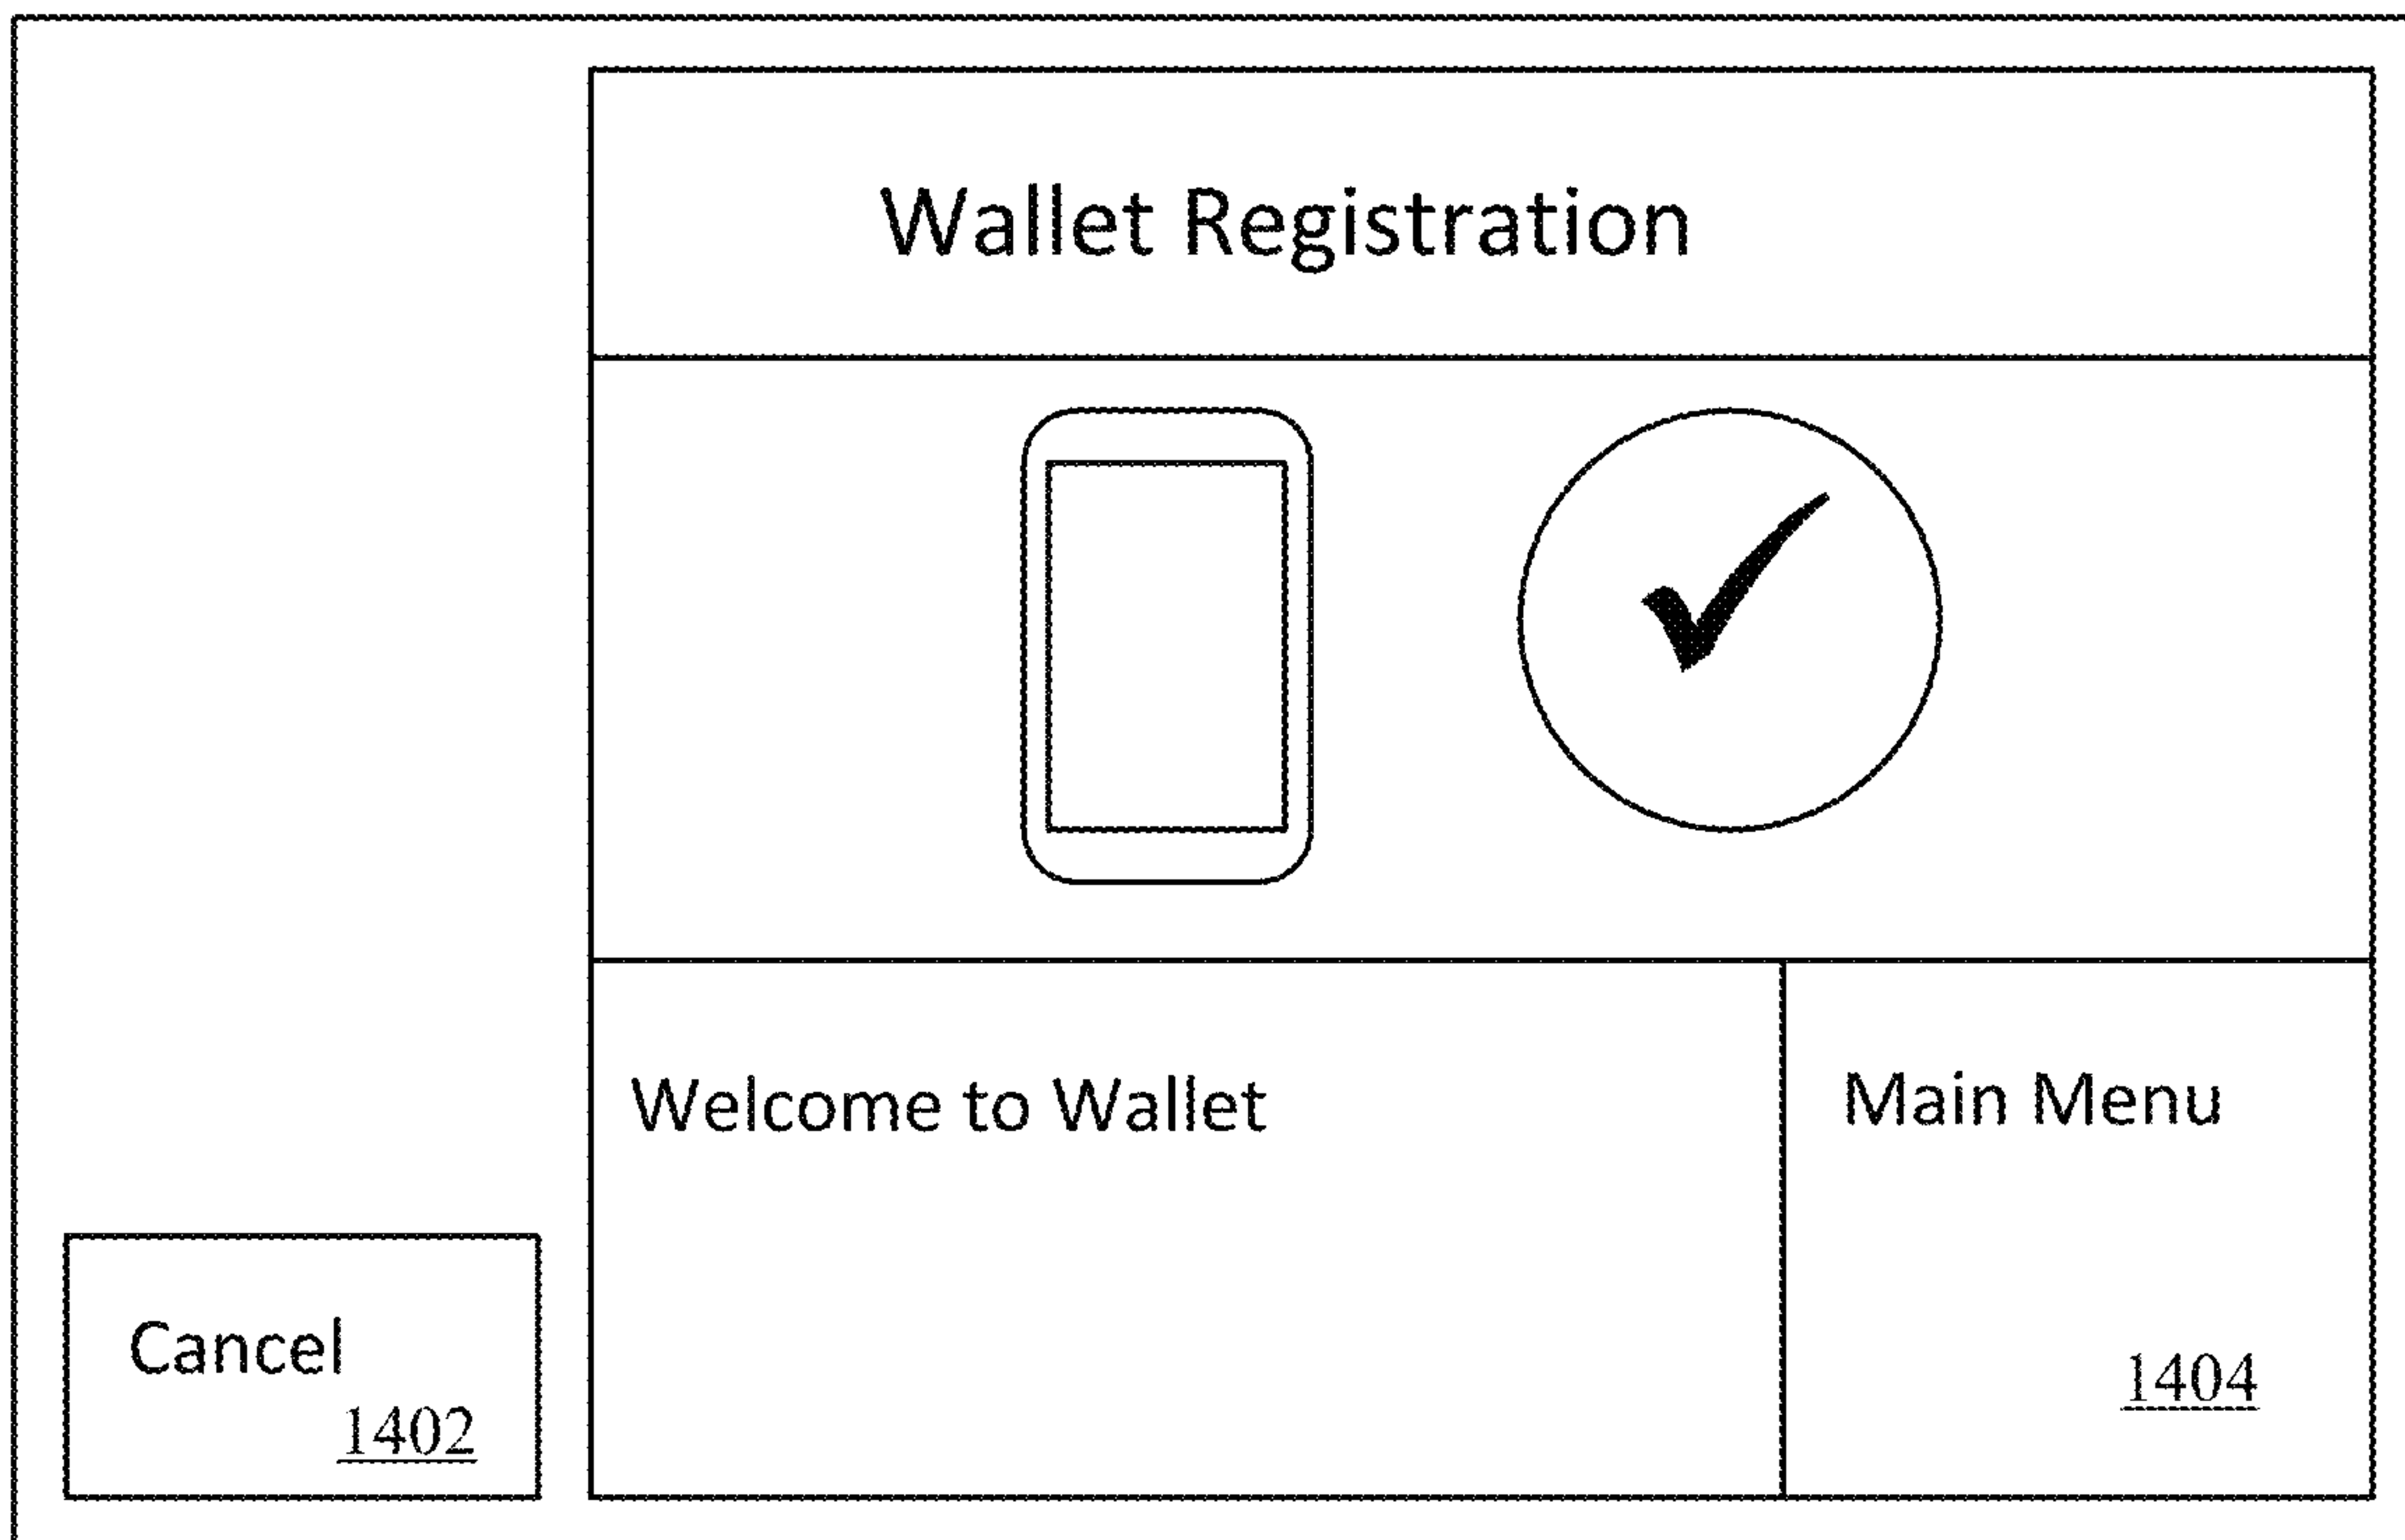 Wallet Registration
Welcome to Wallet
Main Menu
1404
Cancel
1402